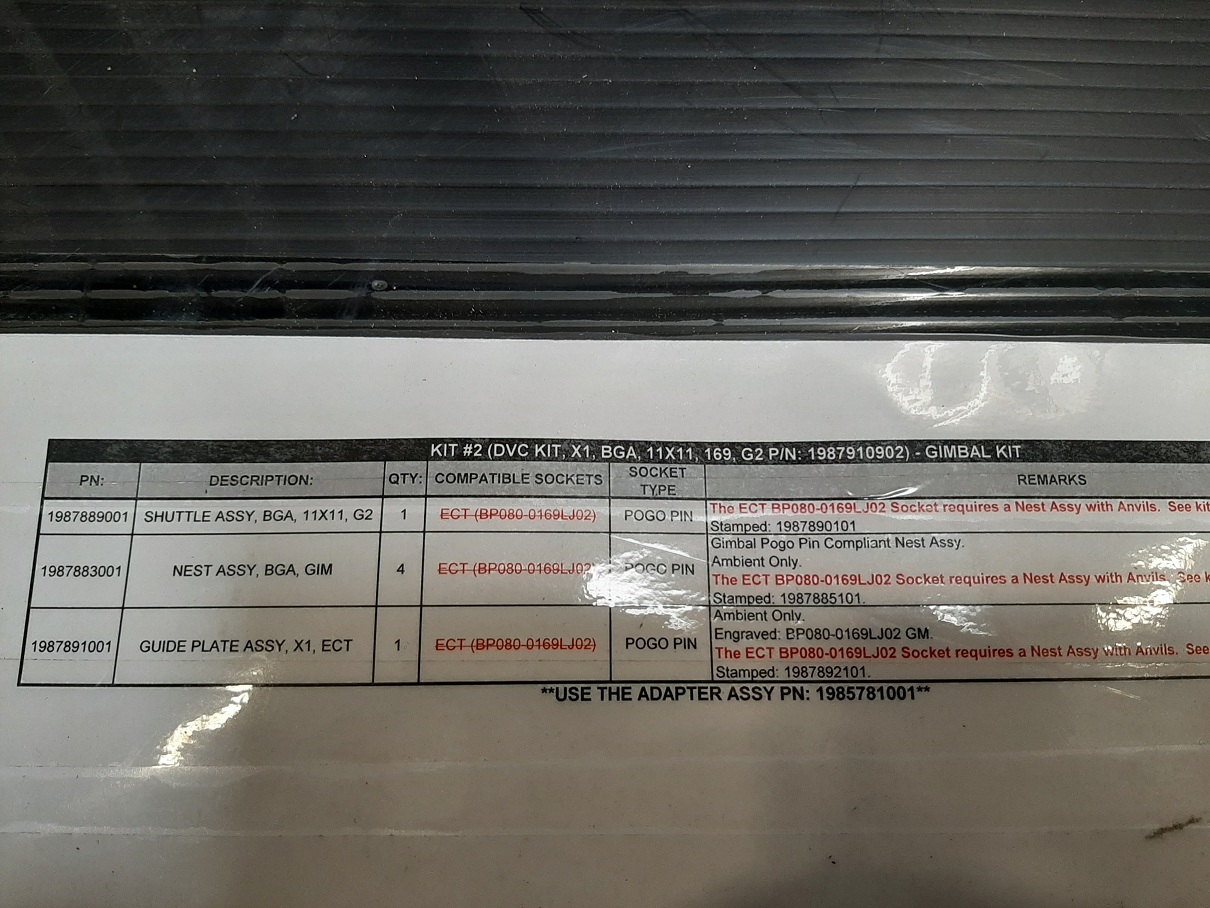 KIT #2 (DVC KIT, X1, BGA, 11X11, 169, G2 P/N: 1987910902) - GIMBAL KIT
PN: DESCRIPTION: QTY: COMPATIBLE SOCKETS SOCKET TYPE REMARKS
1987889001 SHUTTLE ASSY, BGA, 11X11, G2 1 ECT (BP080-0169LJ02) POGO PIN The ECT BP080-0169LJ02 Socket requires a Nest Assy with Anvils. See kit
Stamped: 1987890101
1987883001 NEST ASSY, BGA, GIM 4 ECT (BP080-0169LJ02) POGO PIN Gimbal Pogo Pin Compliant Nest Assy.
Ambient Only.
The ECT BP080-0169LJ02 Socket requires a Nest Assy with Anvils. See
Stamped: 1987885101.
1987891001 GUIDE PLATE ASSY, X1, ECT 1 ECT (BP080-0169LJ02) POGO PIN Ambient Only.
Engraved: BP080-0169LJ02 GM.
The ECT BP080-0169LJ02 Socket requires a Nest Assy with Anvils. See
Stamped: 1987892101.
**USE THE ADAPTER ASSY PN: 1985781001**